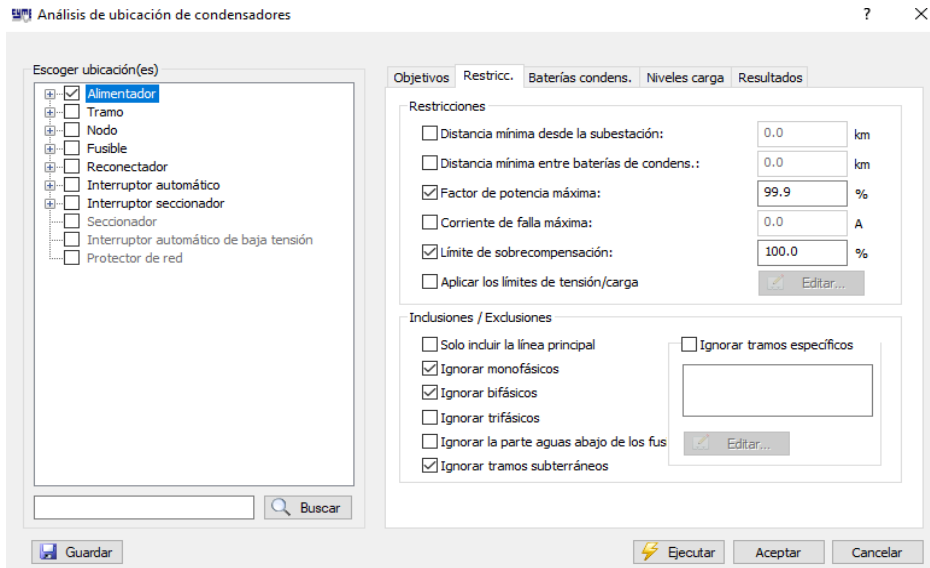 CYME Análisis de ubicación de condensadores ? ×
Escoger ubicación(es)
Alimentador
Tramo
Nodo
Fusible
Reconectador
Interruptor automático
Interruptor seccionador
Seccionador
Interruptor automático de baja tensión
Protector de red
Buscar
Guardar
Objetivos Restricc. Baterías condens. Niveles carga Resultados
Restricciones
Distancia mínima desde la subestación: 0.0 km
Distancia mínima entre baterías de condens.: 0.0 km
Factor de potencia máxima: 99.9 %
Corriente de falla máxima: 0.0 A
Límite de sobrecompensación: 100.0 %
Aplicar los límites de tensión/carga Editar...
Inclusiones / Exclusiones
Solo incluir la línea principal
Ignorar monofásicos
Ignorar bifásicos
Ignorar trifásicos
Ignorar la parte aguas abajo de los fus
Ignorar tramos subterráneos
Ignorar tramos específicos
Editar...
Ejecutar Aceptar Cancelar